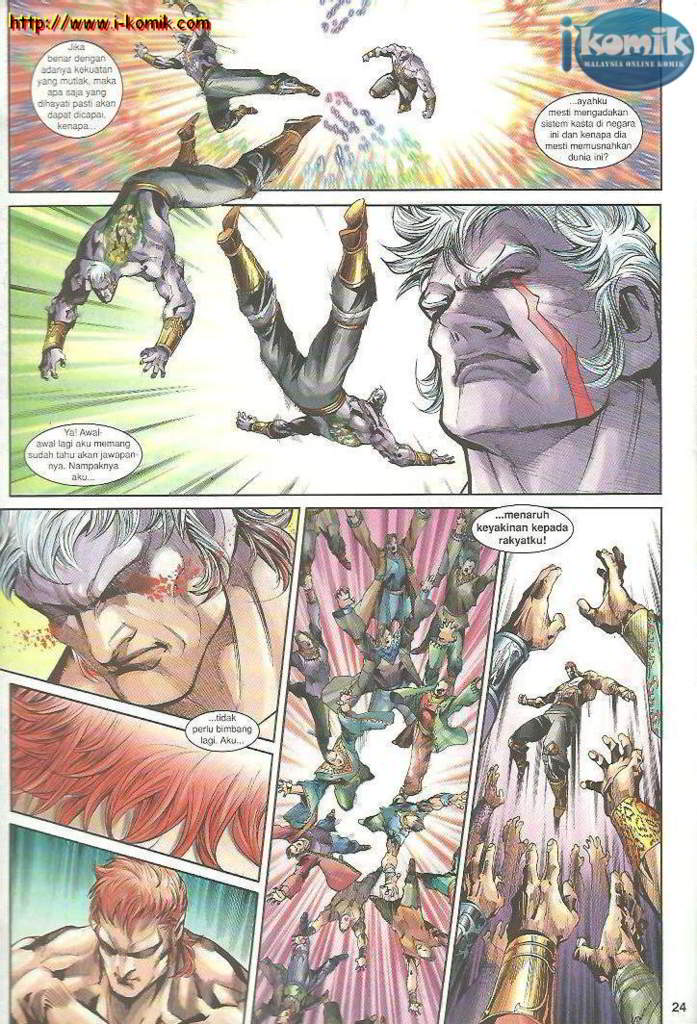 http://www.i-komik.com
ikomik
MALAYSIA ONLINE KOMIK
Jika
benar dengan
adanya kekuatan
yang mutlak, maka
apa saja yang
dihayati pasti akan
dapat dicapai,
kenapa...
...ayahku
mesti mengadakan
sistem kasta di negara
ini dan kenapa dia
mesti memusnahkan
dunia ini?
Ya! Awal-
awal lagi aku memang
sudah tahu akan jawapan-
nya. Nampaknya
aku...
...menaruh
keyakinan kepada
rakyatku!
...tidak
perlu bimbang
lagi. Aku...
24